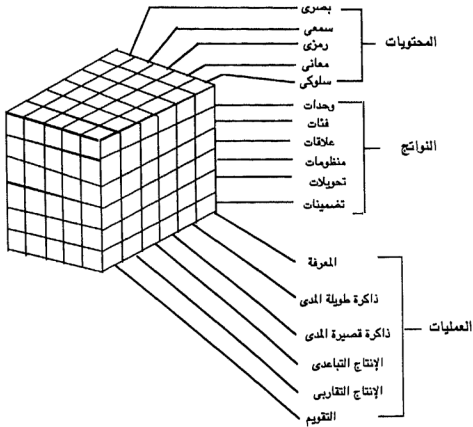 بصرى
سمعى
رمزى
معانى
سلوكى
المحتويات
وحدات
فئات
علاقات
منظومات
تحويلات
تضمينات
النواتج
المعرفة
ذاكرة طويلة المدى
ذاكرة قصيرة المدى
الإنتاج التباعدى
الإنتاج التقاربى
التقويم
العمليات